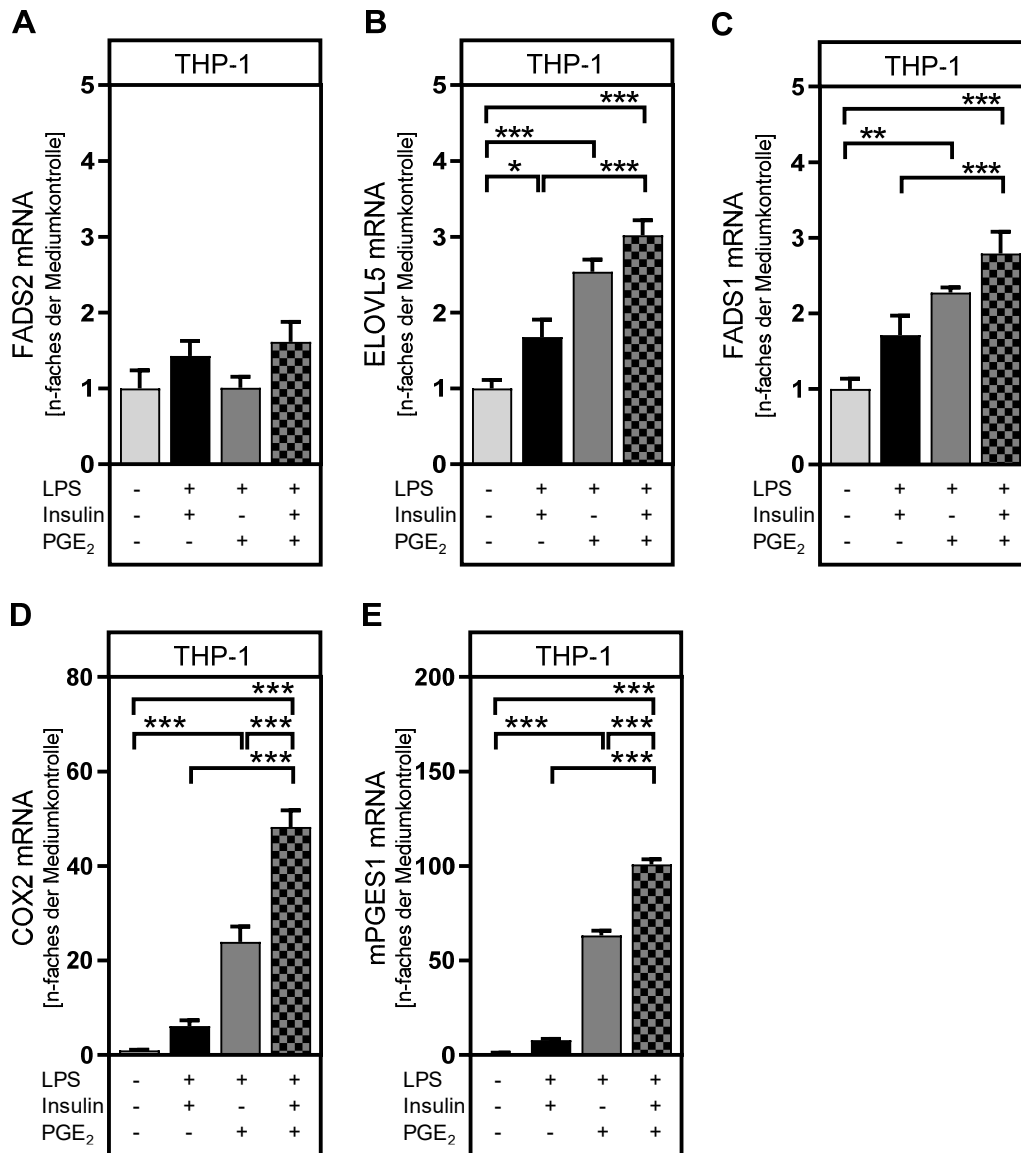 A
THP-1
FADS2 mRNA
[n-faches der Mediumkontrolle]
5
4
3
2
1
0
LPS - + + +
Insulin - + - +
PGE₂ - - + +
B
THP-1
ELOVL5 mRNA
[n-faches der Mediumkontrolle]
5
4
3
2
1
0
***
***
* ***
LPS - + + +
Insulin - + - +
PGE₂ - - + +
C
THP-1
FADS1 mRNA
[n-faches der Mediumkontrolle]
5
4
3
2
1
0
***
**
***
LPS - + + +
Insulin - + - +
PGE₂ - - + +
D
THP-1
COX2 mRNA
[n-faches der Mediumkontrolle]
80
60
40
20
0
***
*** ***
***
LPS - + + +
Insulin - + - +
PGE₂ - - + +
E
THP-1
mPGES1 mRNA
[n-faches der Mediumkontrolle]
200
150
100
50
0
***
*** ***
***
LPS - + + +
Insulin - + - +
PGE₂ - - + +